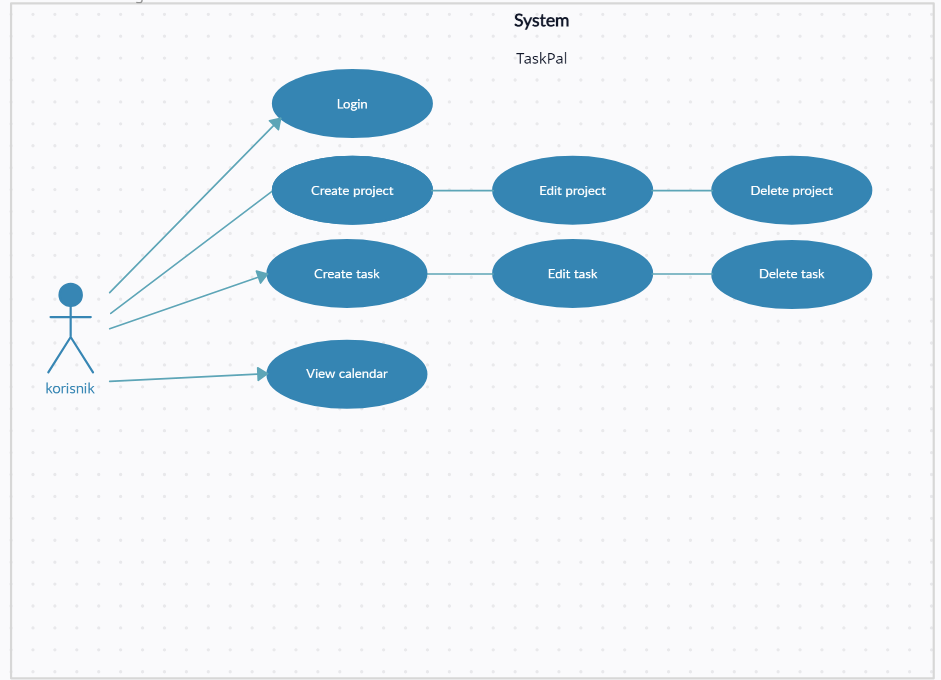 System
TaskPal
Login
Create project
Edit project
Delete project
Create task
Edit task
Delete task
View calendar
korisnik